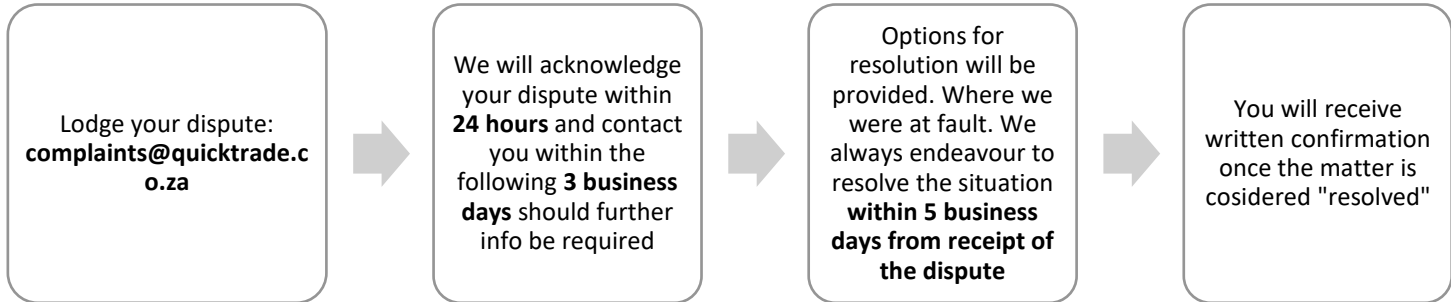 Lodge your dispute:
complaints@quicktrade.c
o.za
We will acknowledge
your dispute within
24 hours and contact
you within the
following 3 business
days should further
info be required
Options for
resolution will be
provided. Where we
were at fault. We
always endeavour to
resolve the situation
within 5 business
days from receipt of
the dispute
You will receive
written confirmation
once the matter is
cosidered "resolved"